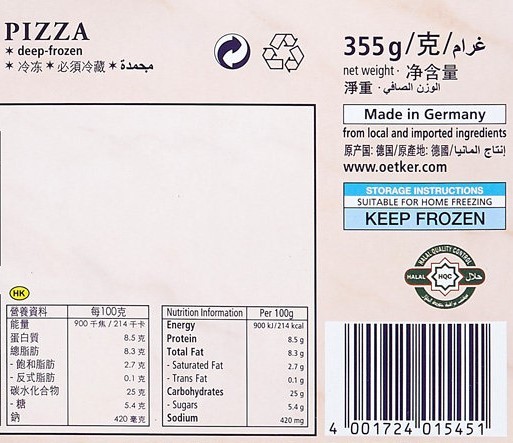 PIZZA
✶ deep-frozen
✶ 冷冻 ✶ 必須冷藏 ✶ مجمدة
355g/克/غرام
net weight · 净含量
淨重 · الوزن الصافي
Made in Germany
from local and imported ingredients
原产国: 德国/原產地: 德國/إنتاج ألمانيا
www.oetker.com
STORAGE INSTRUCTIONS
SUITABLE FOR HOME FREEZING
KEEP FROZEN
HALAL QUALITY CONTROL
HALAL HQC حلال
HK
營養資料 每100克
能量 900 千焦 / 214 千卡
蛋白質 8.5 克
總脂肪 8.3 克
- 飽和脂肪 2.7 克
- 反式脂肪 0.1 克
碳水化合物 25 克
- 糖 5.4 克
鈉 420 毫克
Nutrition Information Per 100g
Energy 900 kJ/214 kcal
Protein 8.5 g
Total Fat 8.3 g
- Saturated Fat 2.7 g
- Trans Fat 0.1 g
Carbohydrates 25 g
- Sugars 5.4 g
Sodium 420 mg
4 001724 015451